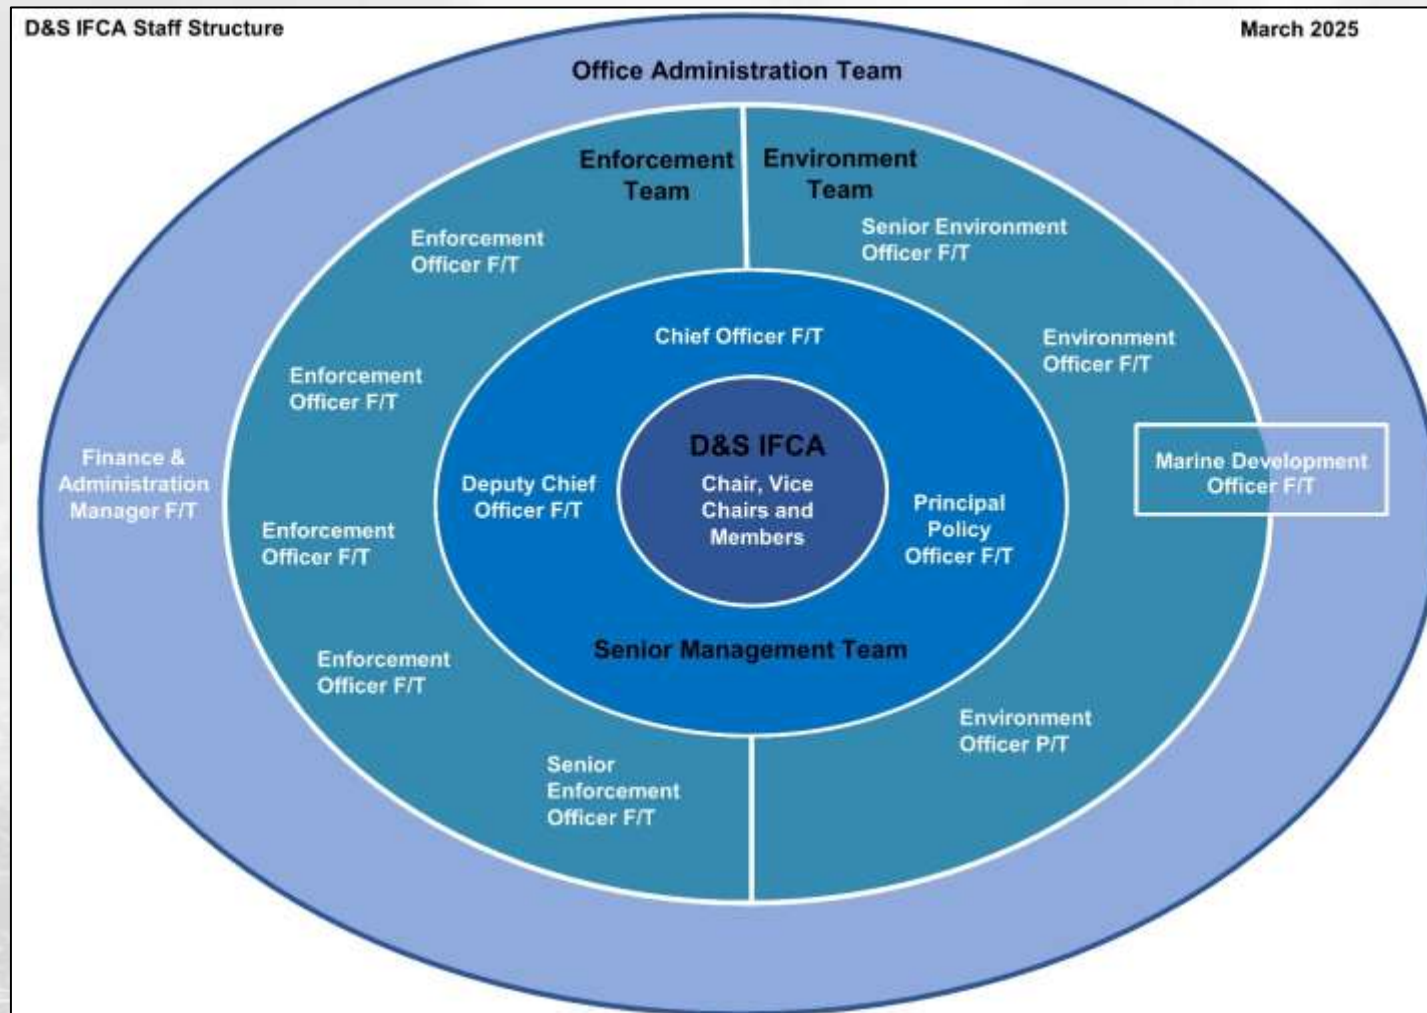 D&S IFCA Staff Structure
March 2025
Office Administration Team
Enforcement
Team
Environment
Team
Enforcement
Officer F/T
Senior Environment
Officer F/T
Chief Officer F/T
Environment
Officer F/T
Enforcement
Officer F/T
D&S IFCA
Chair, Vice
Chairs and
Members
Finance &
Administration
Manager F/T
Deputy Chief
Officer F/T
Principal
Policy
Officer F/T
Marine Development
Officer F/T
Enforcement
Officer F/T
Senior Management Team
Enforcement
Officer F/T
Environment
Officer P/T
Senior
Enforcement
Officer F/T